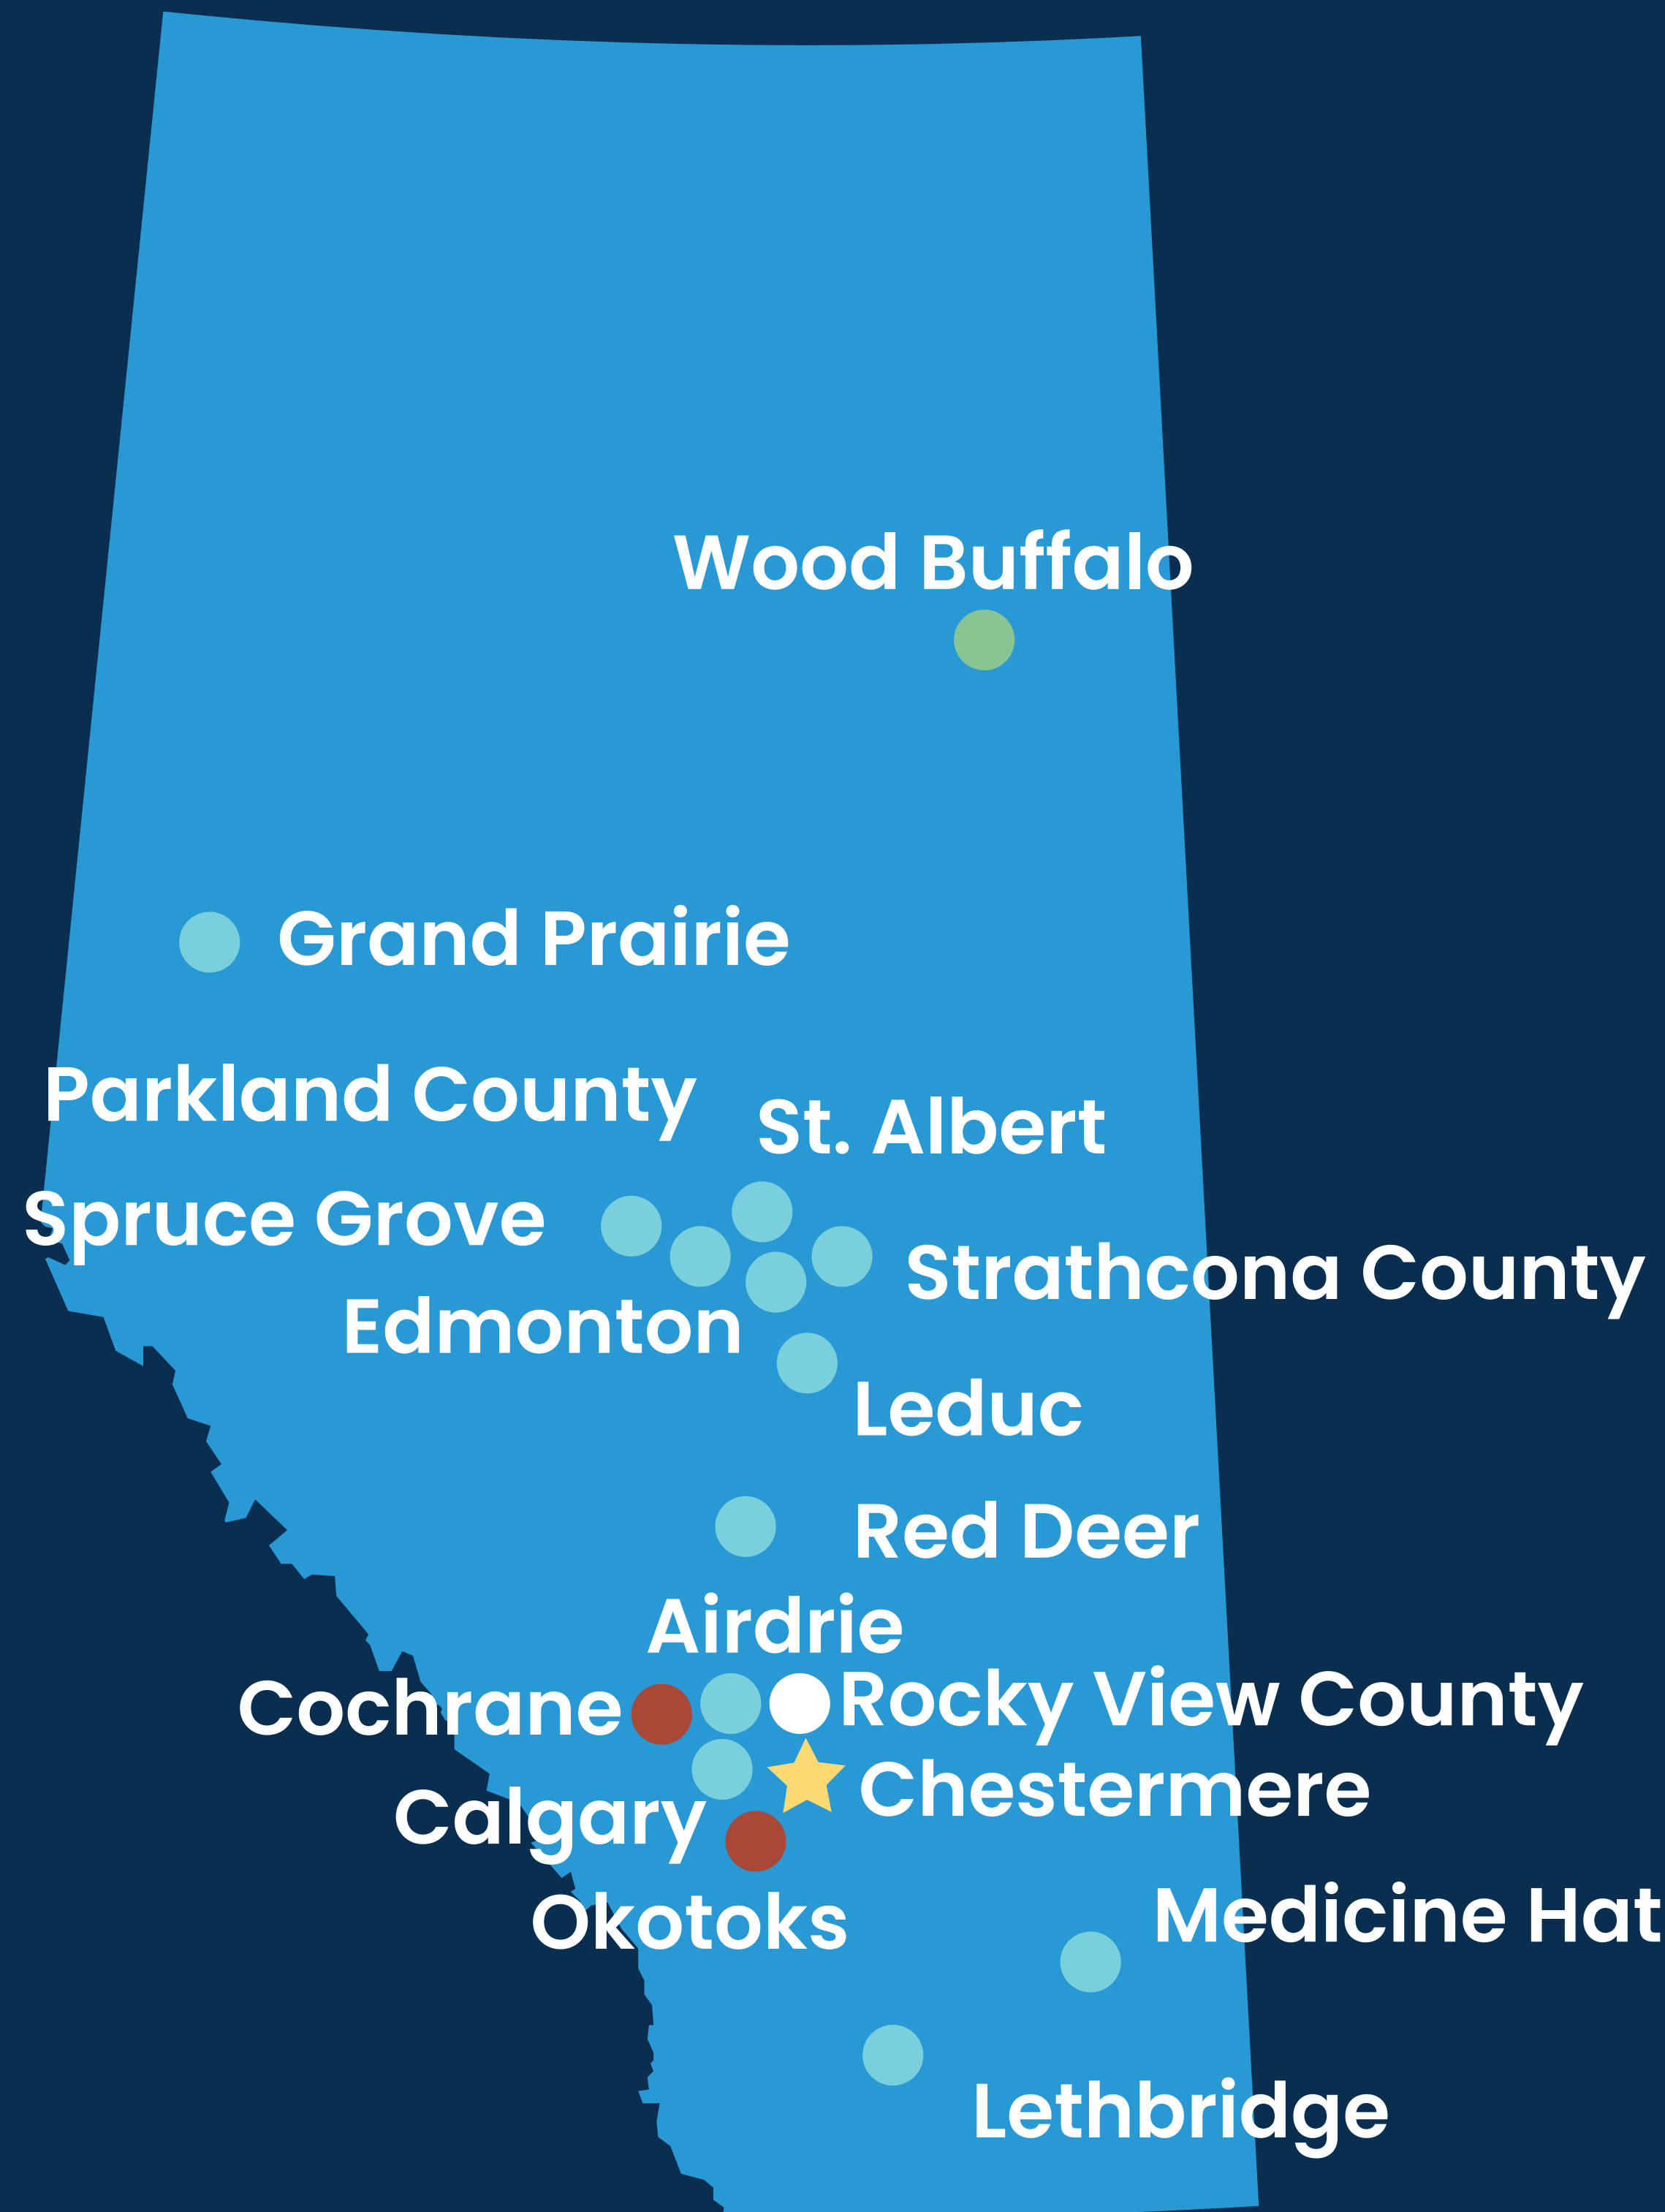 Wood Buffalo
Grand Prairie
Parkland County
St. Albert
Spruce Grove
Strathcona County
Edmonton
Leduc
Red Deer
Airdrie
Cochrane
Rocky View County
Chestermere
Calgary
Okotoks
Medicine Hat
Lethbridge